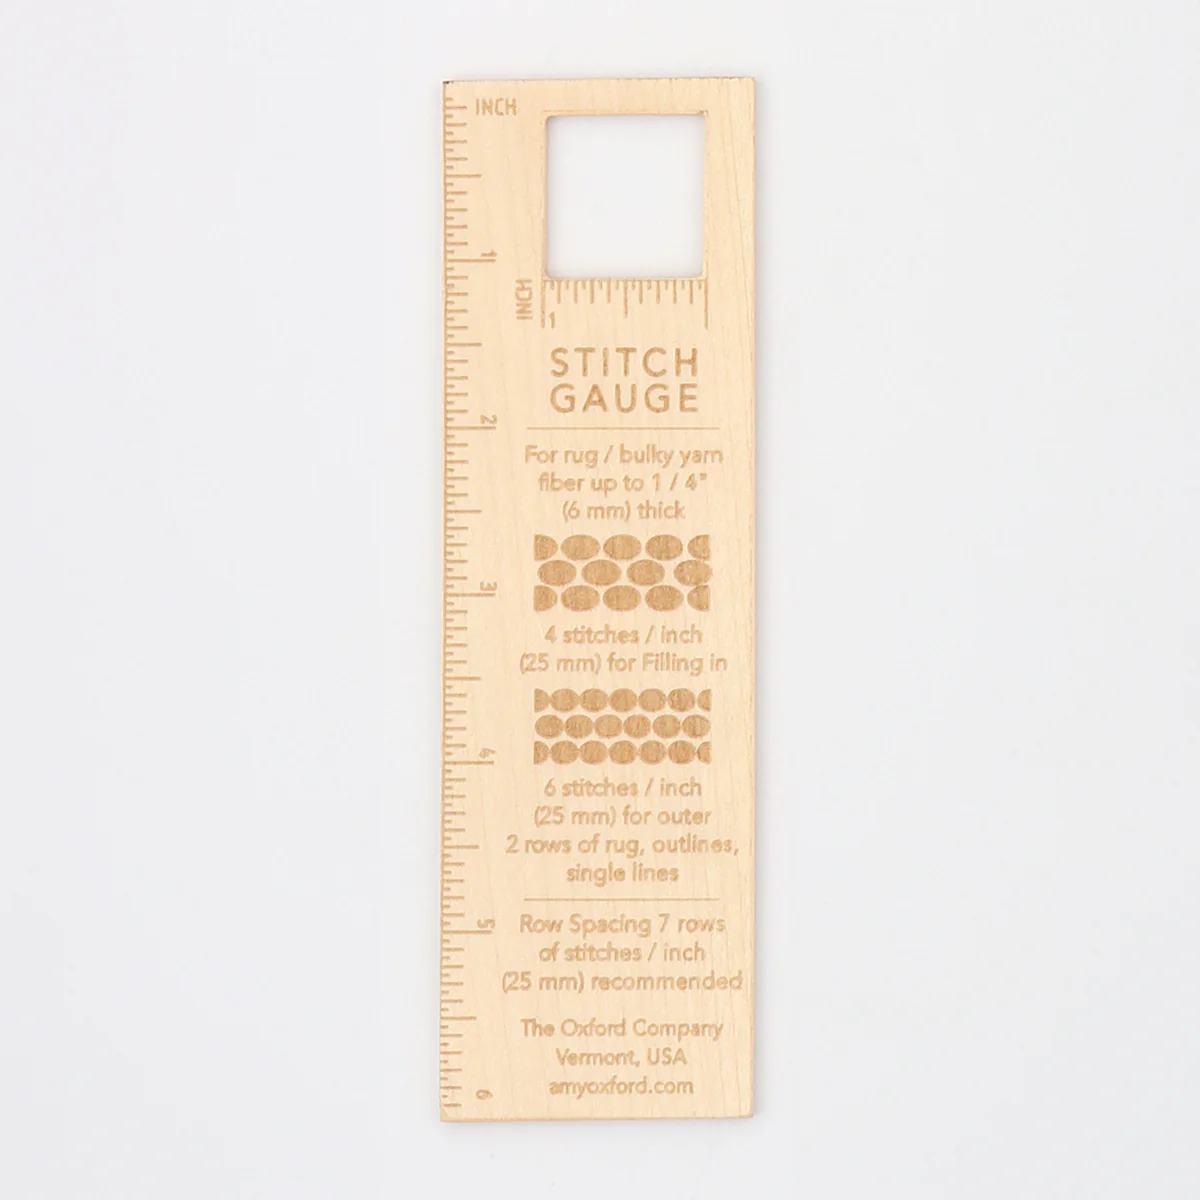 INCH
1
2
3
4
5
6
INCH
1
STITCH
GAUGE
For rug / bulky yarn
fiber up to 1 / 4"
(6 mm) thick
4 stitches / inch
(25 mm) for Filling in
6 stitches / inch
(25 mm) for outer
2 rows of rug, outlines,
single lines
Row Spacing 7 rows
of stitches / inch
(25 mm) recommended
The Oxford Company
Vermont, USA
amyoxford.com